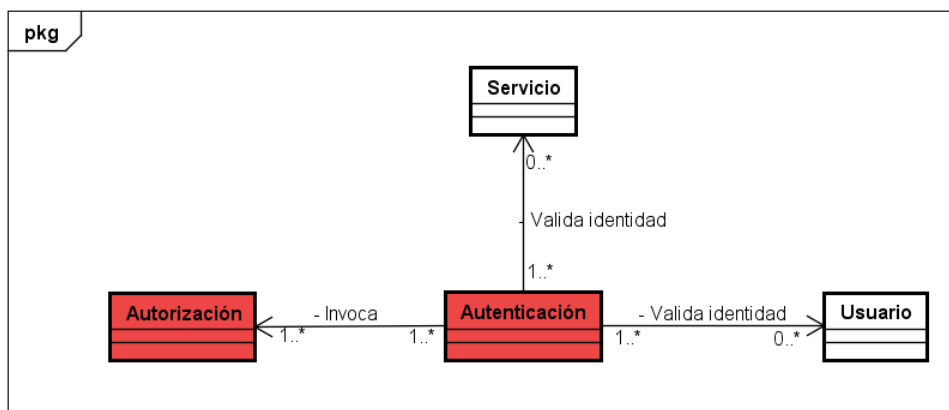 pkg
Servicio
0..*
- Valida identidad
1..*
Autorización
- Invoca
1..*
1..*
Autenticación
- Valida identidad
1..*
0..*
Usuario